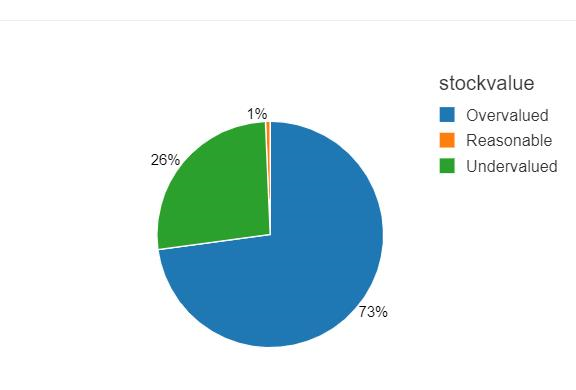 stockvalue
Overvalued
Reasonable
Undervalued
1%
26%
73%